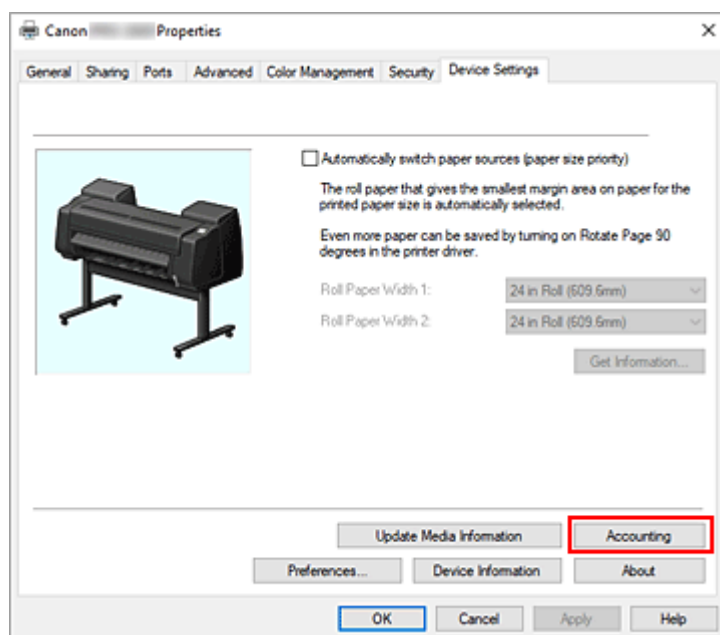 Canon Properties
General Sharing Ports Advanced Color Management Security Device Settings
Automatically switch paper sources (paper size priority)
The roll paper that gives the smallest margin area on paper for the
printed paper size is automatically selected.
Even more paper can be saved by turning on Rotate Page 90
degrees in the printer driver.
Roll Paper Width 1: 24 in Roll (609.6mm)
Roll Paper Width 2: 24 in Roll (609.6mm)
Get Information...
Update Media Information Accounting
Preferences... Device Information About
OK Cancel Apply Help